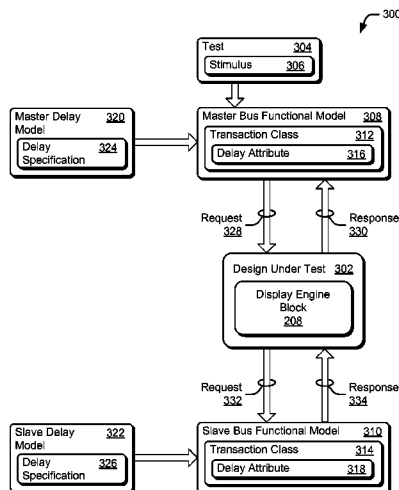 300
Test 304
Stimulus 306
Master Delay Model 320
Delay Specification 324
Master Bus Functional Model 308
Transaction Class 312
Delay Attribute 316
Request 328
Response 330
Design Under Test 302
Display Engine Block 208
Request 332
Response 334
Slave Delay Model 322
Delay Specification 326
Slave Bus Functional Model 310
Transaction Class 314
Delay Attribute 318